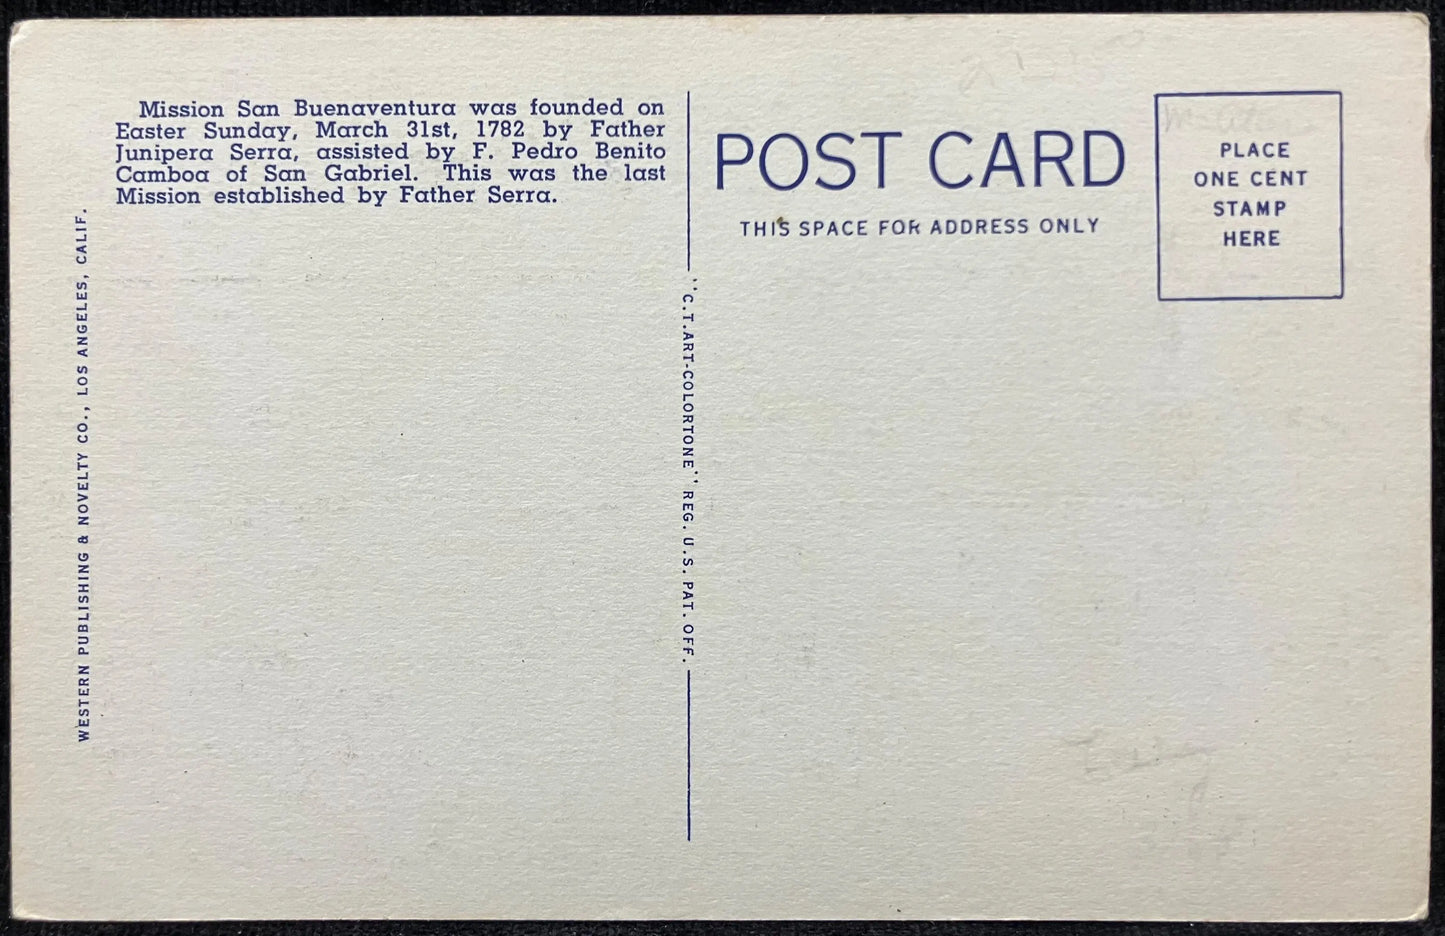 Mission San Buenaventura was founded on
Easter Sunday, March 31st, 1782 by Father
Junipera Serra, assisted by F. Pedro Benito
Camboa of San Gabriel. This was the last
Mission established by Father Serra.
WESTERN PUBLISHING & NOVELTY CO., LOS ANGELES, CALIF.
"C.T.ART-COLORTONE" REG. U.S. PAT. OFF.
POST CARD
THIS SPACE FOR ADDRESS ONLY
PLACE
ONE CENT
STAMP
HERE